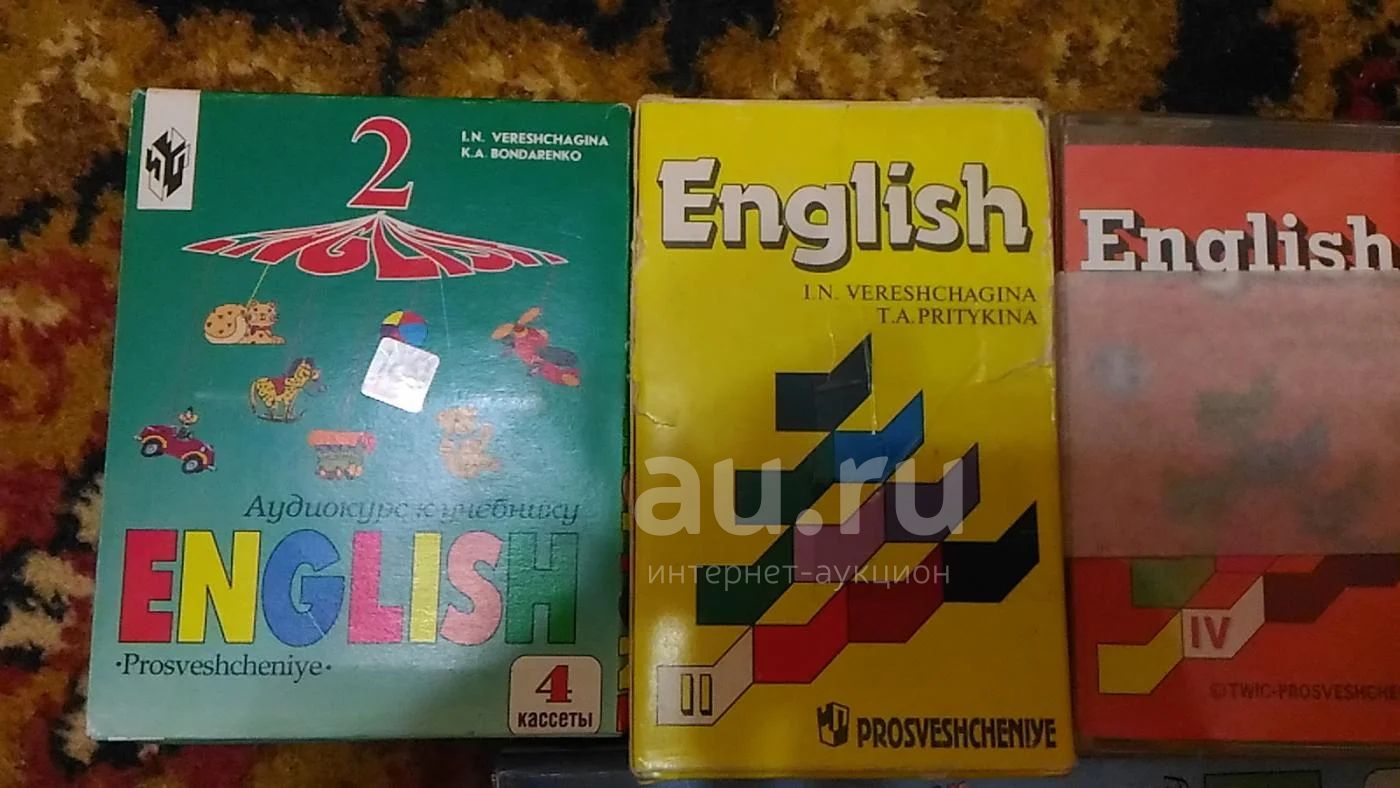 2
I.N. VERESHCHAGINA
K.A. BONDARENKO
ENGLISH
Аудиокурс к учебнику
ENGLISH
·Prosveshcheniye·
4
кассеты
English
I.N. VERESHCHAGINA
T.A. PRITYKINA
II
PROSVESHCHENIYE
English
IV
©TWIC-PROSVESHCHE
au.ru
интернет-аукцион